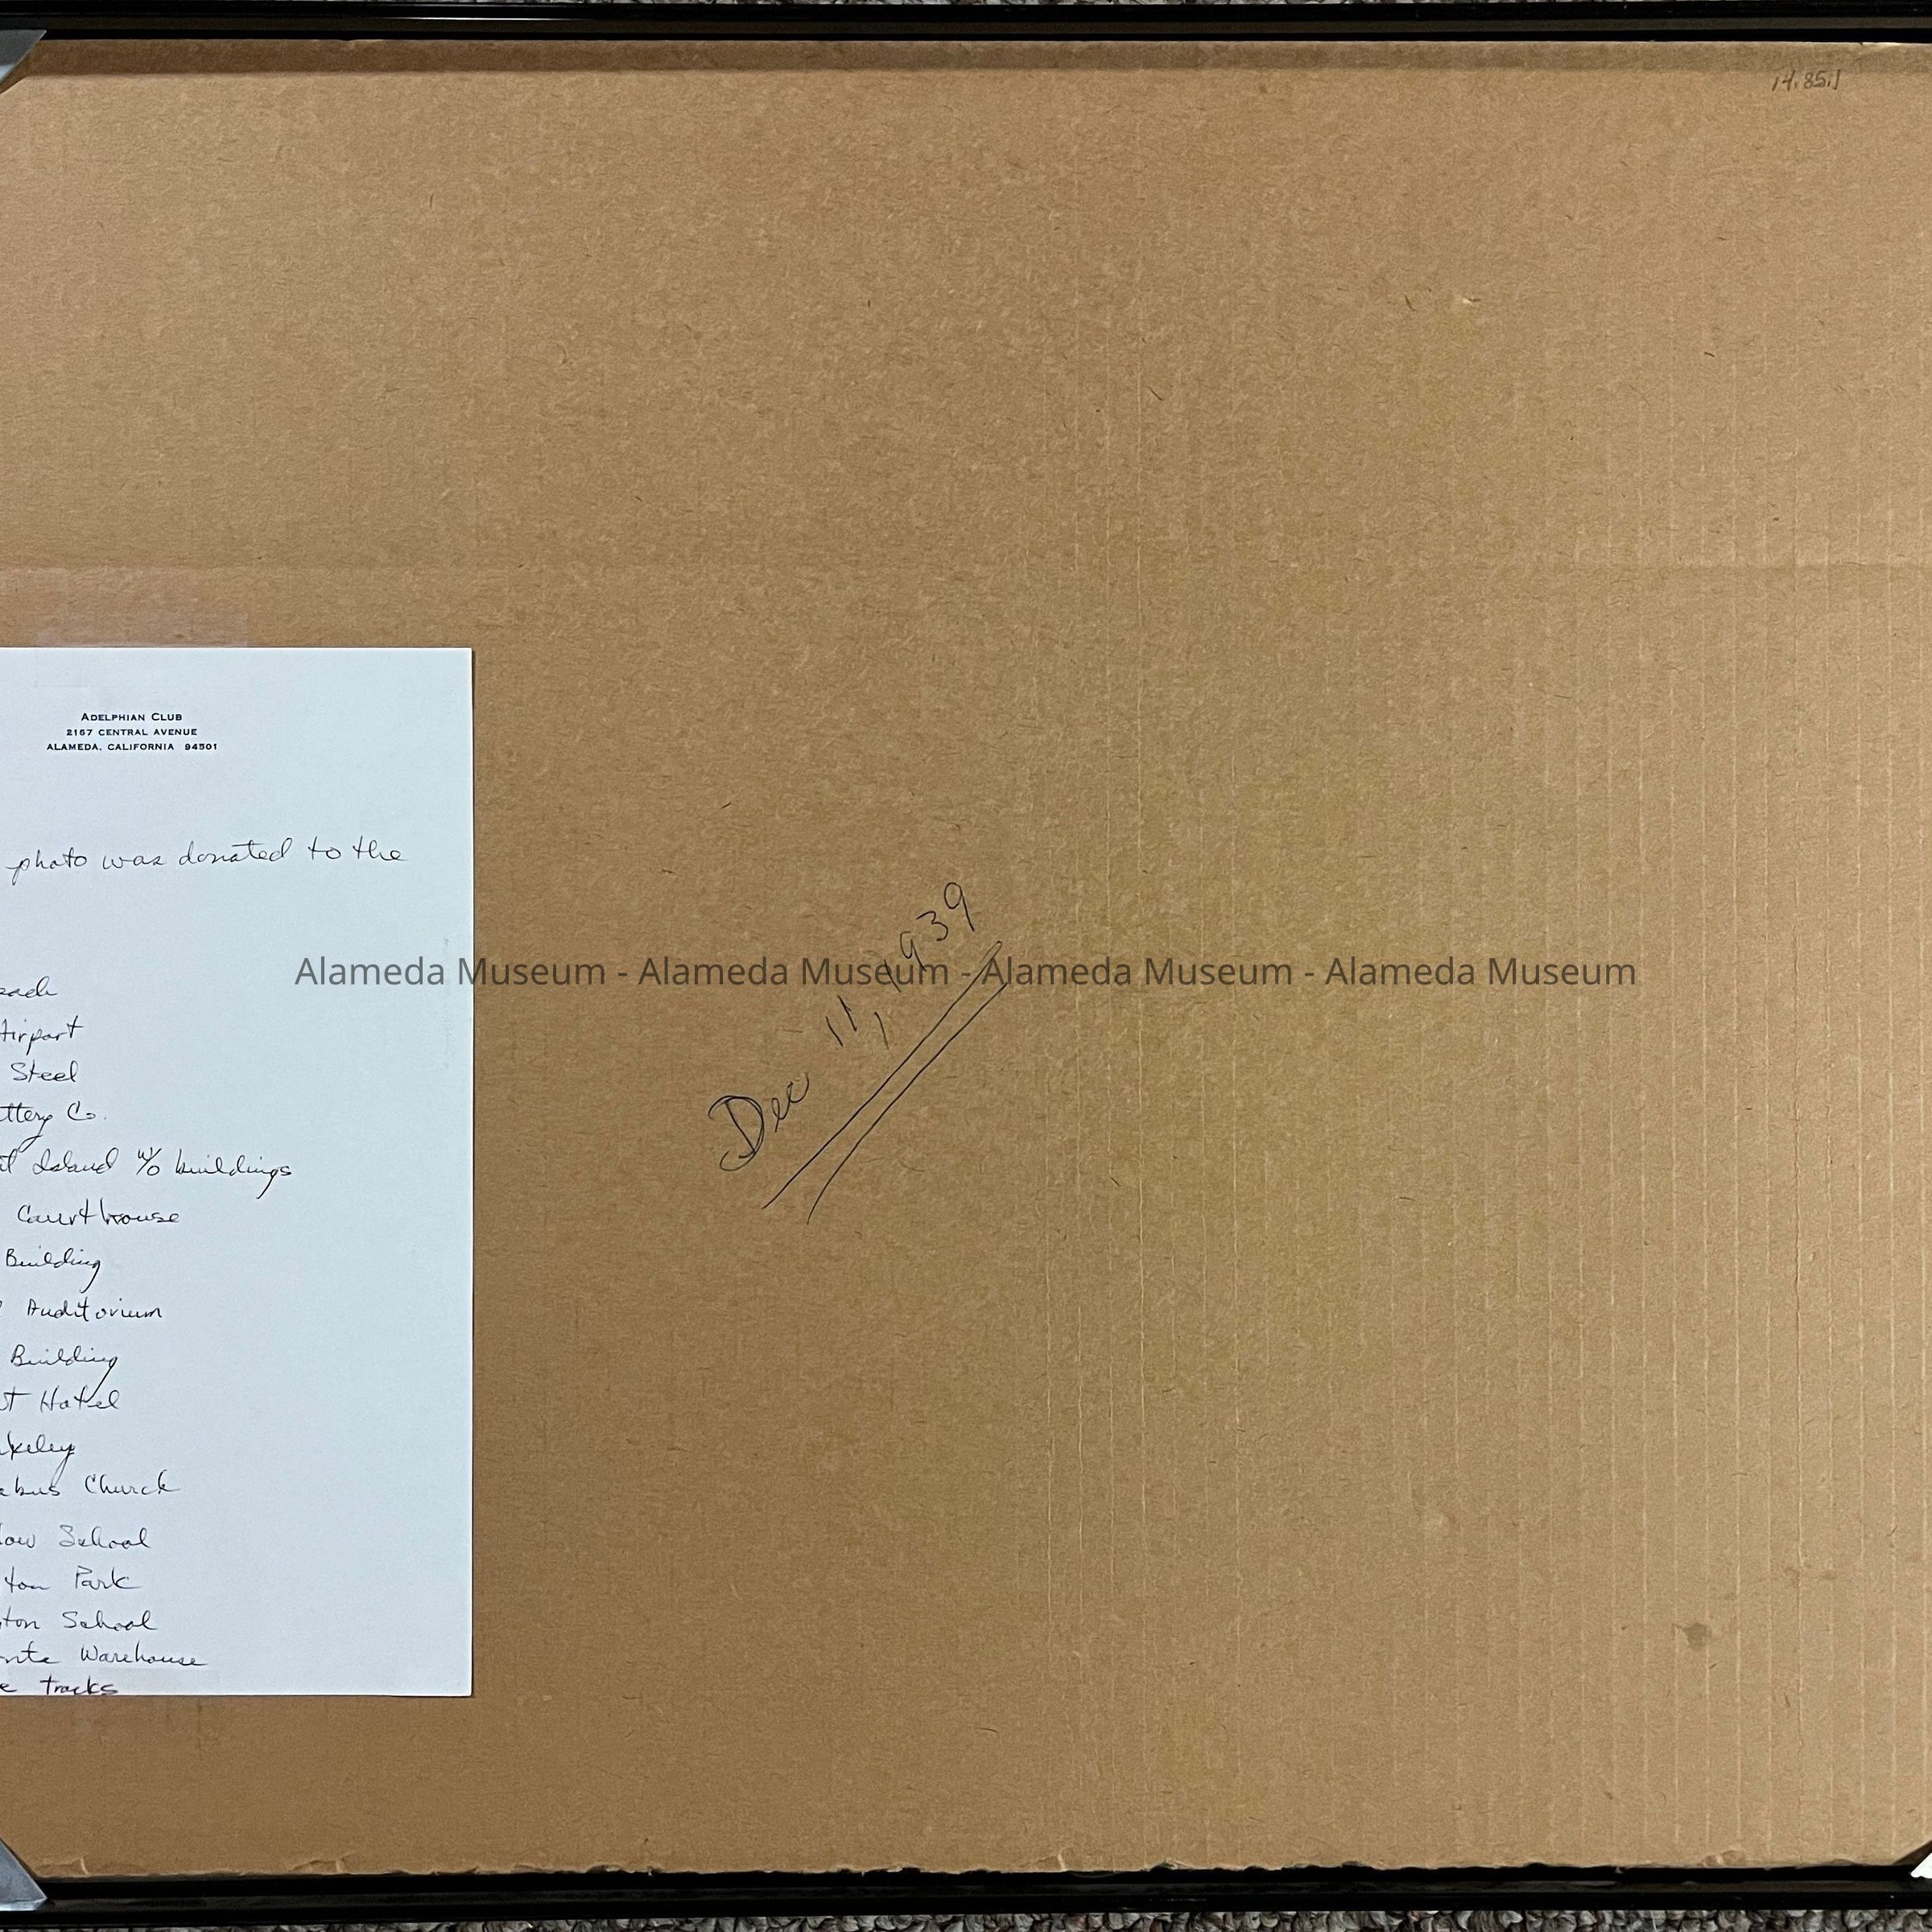 14.85.1
ADELPHIAN CLUB
2167 CENTRAL AVENUE
ALAMEDA, CALIFORNIA 94501
photo was donated to the
Airport
Steel
Co.
Island w/o buildings
Courthouse
Building
Auditorium
Building
Hotel
Church
School
Park
School
Warehouse
tracks
Dec 11, 1939
Alameda Museum - Alameda Museum - Alameda Museum - Alameda Museum